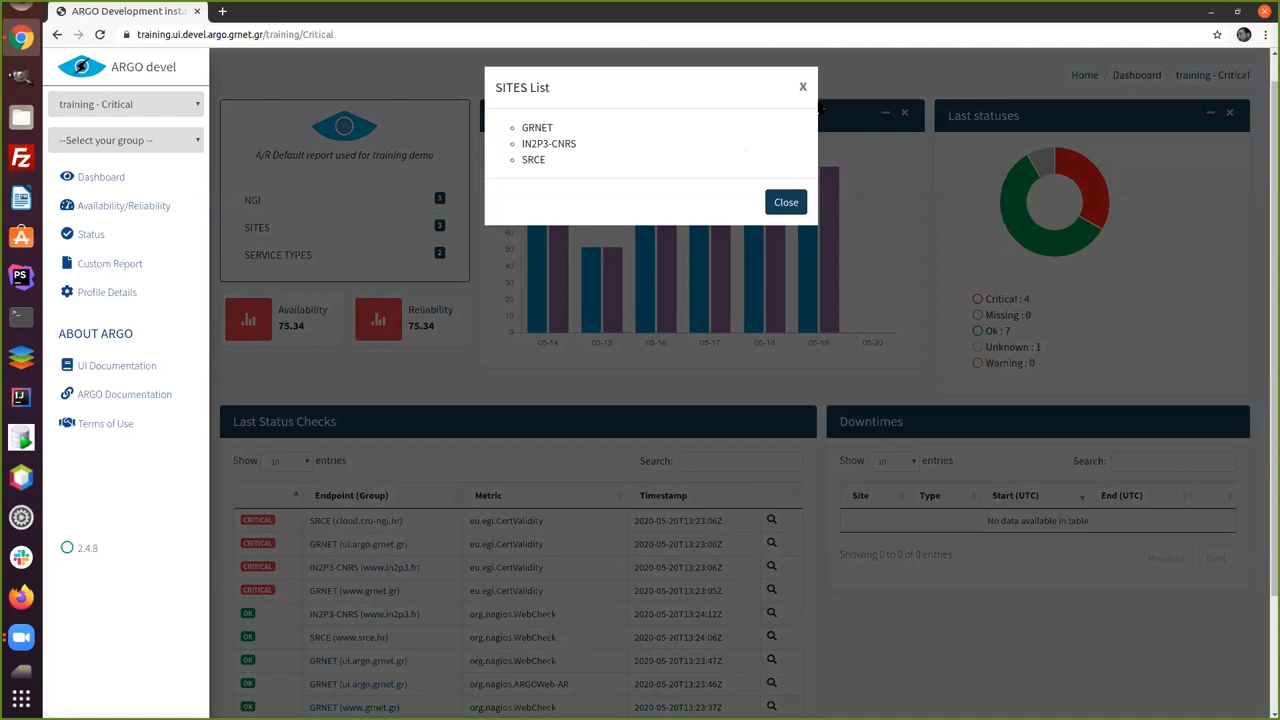 ARGO Development insta
training.ui.devel.argo.grnet.gr/training/Critical
ARGO devel
training - Critical
--Select your group --
Dashboard
Availability/Reliability
Status
Custom Report
Profile Details
ABOUT ARGO
UI Documentation
ARGO Documentation
Terms of Use
2.4.8
Home / Dashboard / training - Critical
SITES List
X
GRNET
IN2P3-CNRS
SRCE
Close
A/R Default report used for training demo
NGI 3
SITES 3
SERVICE TYPES 2
Availability
75.34
Reliability
75.34
60
50
40
30
20
10
0
05-14 05-15 05-16 05-17 05-18 05-19 05-20
Last statuses
Critical : 4
Missing : 0
Ok : 7
Unknown : 1
Warning : 0
Last Status Checks
Show 10 entries Search:
Endpoint (Group) Metric Timestamp
CRITICAL SRCE (cloud.cro-ngi.hr) eu.egi.CertValidity 2020-05-20T13:23:06Z
CRITICAL GRNET (ui.argo.grnet.gr) eu.egi.CertValidity 2020-05-20T13:23:06Z
CRITICAL IN2P3-CNRS (www.in2p3.fr) eu.egi.CertValidity 2020-05-20T13:23:06Z
CRITICAL GRNET (www.grnet.gr) eu.egi.CertValidity 2020-05-20T13:23:05Z
OK IN2P3-CNRS (www.in2p3.fr) org.nagios.WebCheck 2020-05-20T13:24:12Z
OK SRCE (www.srce.hr) org.nagios.WebCheck 2020-05-20T13:24:06Z
OK GRNET (ui.argo.grnet.gr) org.nagios.WebCheck 2020-05-20T13:23:47Z
OK GRNET (ui.argo.grnet.gr) org.nagios.ARGOWeb-AR 2020-05-20T13:23:46Z
OK GRNET (www.grnet.gr) org.nagios.WebCheck 2020-05-20T13:23:37Z
Downtimes
Show 10 entries Search:
Site Type Start (UTC) End (UTC)
No data available in table
Showing 0 to 0 of 0 entries
Previous Next